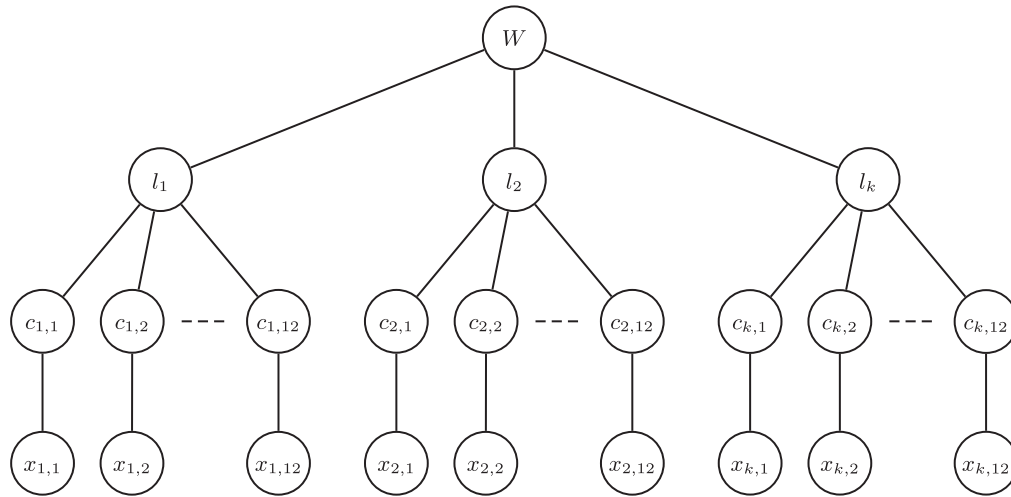 W
l₁ l₂ lₖ
c₁,₁ c₁,₂ c₁,₁₂ c₂,₁ c₂,₂ c₂,₁₂ cₖ,₁ cₖ,₂ cₖ,₁₂
x₁,₁ x₁,₂ x₁,₁₂ x₂,₁ x₂,₂ x₂,₁₂ xₖ,₁ xₖ,₂ xₖ,₁₂